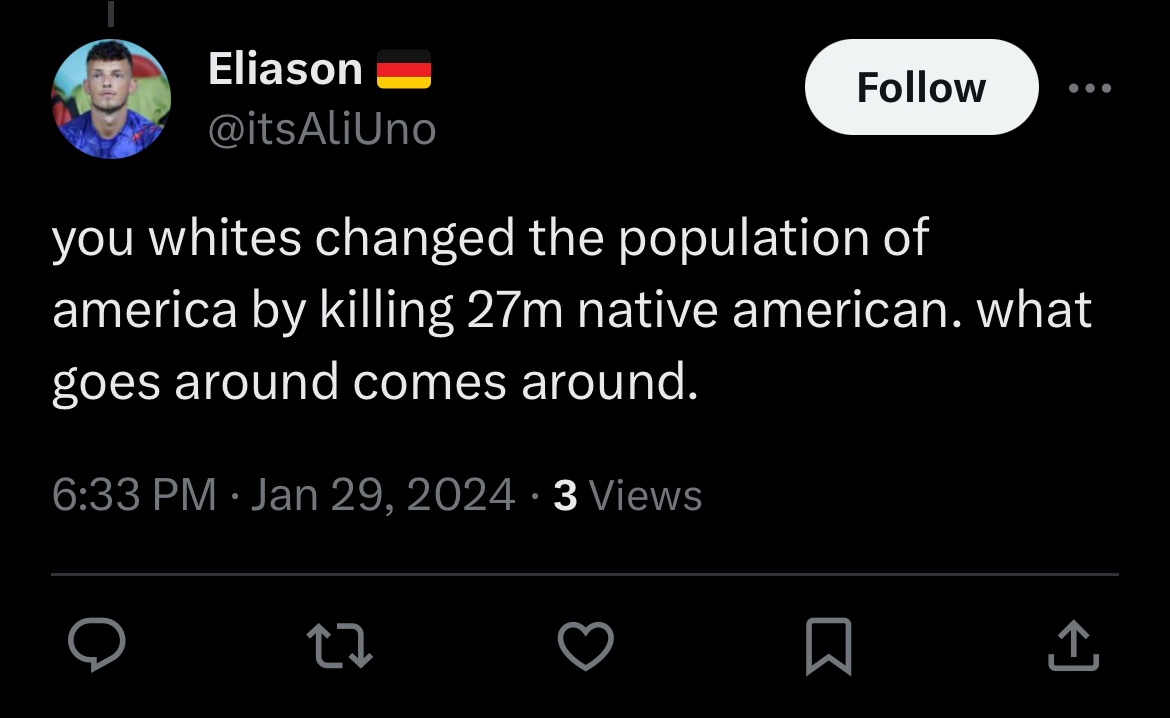 Eliason 🇩🇪
@itsAliUno
Follow
you whites changed the population of
america by killing 27m native american. what
goes around comes around.
6:33 PM · Jan 29, 2024 · 3 Views